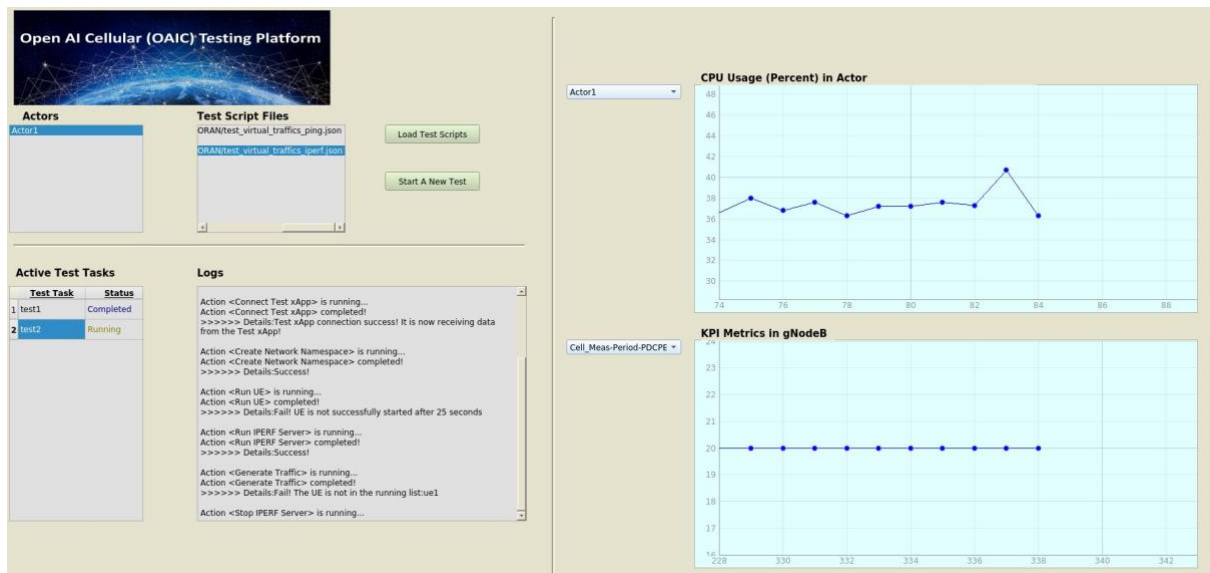 Open AI Cellular (OAIC) Testing Platform
Actors
Actor1
Test Script Files
ORAN/test_virtual_traffics_ping.json
ORAN/test_virtual_traffics_iperf.json
Load Test Scripts
Start A New Test
Active Test Tasks
Test Task Status
1 test1 Completed
2 test2 Running
Logs
Action <Connect Test xApp> is running...
Action <Connect Test xApp> completed!
>>>>>> Details:Test xApp connection success! It is now receiving data
from the Test xApp!
Action <Create Network Namespace> is running...
Action <Create Network Namespace> completed!
>>>>>> Details:Success!
Action <Run UE> is running...
Action <Run UE> completed!
>>>>>> Details:Fail! UE is not successfully started after 25 seconds
Action <Run IPERF Server> is running...
Action <Run IPERF Server> completed!
>>>>>> Details:Success!
Action <Generate Traffic> is running...
Action <Generate Traffic> completed!
>>>>>> Details:Fail! The UE is not in the running list:ue1
Action <Stop IPERF Server> is running...
Actor1
CPU Usage (Percent) in Actor
48
46
44
42
40
38
36
34
32
30
74 76 78 80 82 84 86 88
Cell_Meas-Period-PDCPE
KPI Metrics in gNodeB
24
23
22
21
20
19
18
17
16
228 330 332 334 336 338 340 342